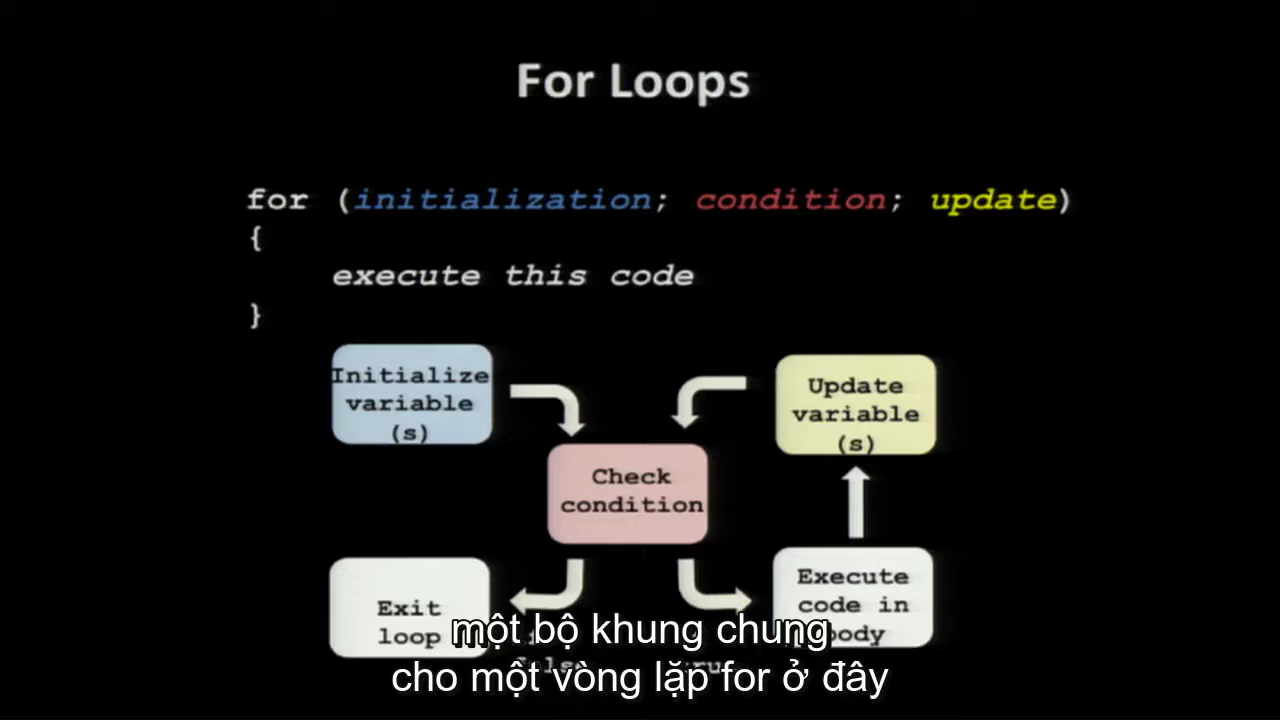 For Loops
for (initialization; condition; update)
{
execute this code
}
Initialize
variable
(s)
Update
variable
(s)
Check
condition
Exit
loop
Execute
code in
body
một bộ khung chung
cho một vòng lặp for ở đây